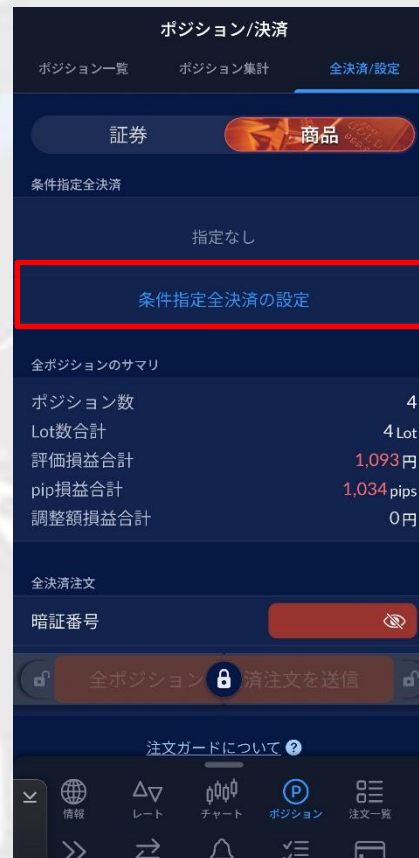 ポジション/決済
ポジション一覧 ポジション集計 全決済/設定
証券 商品
条件指定全決済
指定なし
条件指定全決済の設定
全ポジションのサマリ
ポジション数 4
Lot数合計 4 Lot
評価損益合計 1,093 円
pip損益合計 1,034 pips
調整額損益合計 0 円
全決済注文
暗証番号
全ポジション 済注文を送信
注文ガードについて ?
情報 レート チャート ポジション 注文一覧